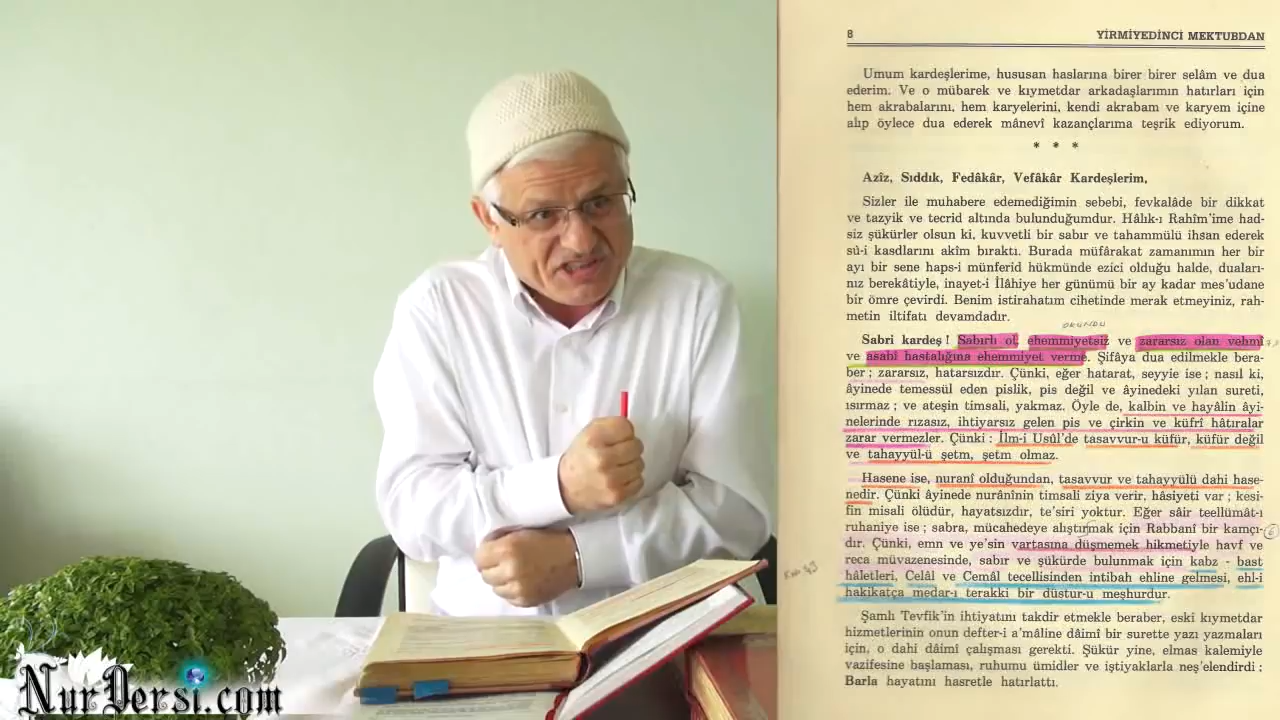 8 YİRMİYEDİNCİ MEKTUBDAN
Umum kardeşlerime, hususan haslarına birer birer selâm ve dua
ederim. Ve o mübarek ve kıymetdar arkadaşlarımın hatırları için
hem akrabalarını, hem karyelerini, kendi akrabam ve karyem içine
alıp öylece dua ederek mânevî kazançlarıma teşrik ediyorum.
* * *
Azîz, Sıddık, Fedâkâr, Vefâkâr Kardeşlerim,
Sizler ile muhabere edemediğimin sebebi, fevkalâde bir dikkat
ve tazyik ve tecrid altında bulunduğumdur. Hâlık-ı Rahîm'ime had-
siz şükürler olsun ki, kuvvetli bir sabır ve tahammülü ihsan ederek
sû-i kasdlarını akîm bıraktı. Burada müfârakat zamanımın her bir
ayı bir sene haps-i münferid hükmünde ezici olduğu halde, duaları-
nız berekâtiyle, inayet-i İlâhiye her günümü bir ay kadar mes'udane
bir ömre çevirdi. Benim istirahatım cihetinde merak etmeyiniz, rah-
metin iltifatı devamdadır.
okundu
Sabri kardeş! Sabırlı ol, ehemmiyetsiz ve zararsız olan vehmî
ve asabî hastalığına ehemmiyet verme. Şifâya dua edilmekle bera-
ber; zararsız, hatarsızdır. Çünki, eğer hatarat, seyyie ise; nasıl ki,
âyinede temessül eden pislik, pis değil ve âyinedeki yılan sureti,
ısırmaz; ve ateşin timsali, yakmaz. Öyle de, kalbin ve hayâlin âyi-
nelerinde rızasız, ihtiyarsız gelen pis ve çirkin ve küfrî hâtıralar
zarar vermezler. Çünki: İlm-i Usûl'de tasavvur-u küfür, küfür değil
ve tahayyül-ü şetm, şetm olmaz.
Hasene ise, nuranî olduğundan, tasavvur ve tahayyülü dahi hase-
nedir. Çünki âyinede nurânînin timsali ziya verir, hâsiyeti var; kesi-
fin misali ölüdür, hayatsızdır, te'siri yoktur. Eğer sâir teellümât-ı
ruhaniye ise; sabra, mücahedeye alıştırmak için Rabbanî bir kamçı-
dır. Çünki, emn ve ye'sin vartasına düşmemek hikmetiyle havf ve
reca müvazenesinde, sabır ve şükürde bulunmak için kabz - bast
hâletleri, Celâl ve Cemâl tecellisinden intibah ehline gelmesi, ehl-i
hakikatça medar-ı terakki bir düstur-u meşhurdur.
Şamlı Tevfik'in ihtiyatını takdir etmekle beraber, eski kıymetdar
hizmetlerinin onun defter-i a'mâline dâimî bir surette yazı yazmaları
için, o dahi dâimî çalışması gerekti. Şükür yine, elmas kalemiyle
vazifesine başlaması, ruhumu ümidler ve iştiyaklarla neş'elendirdi:
Barla hayatını hasretle hatırlattı.
NurDersi.com